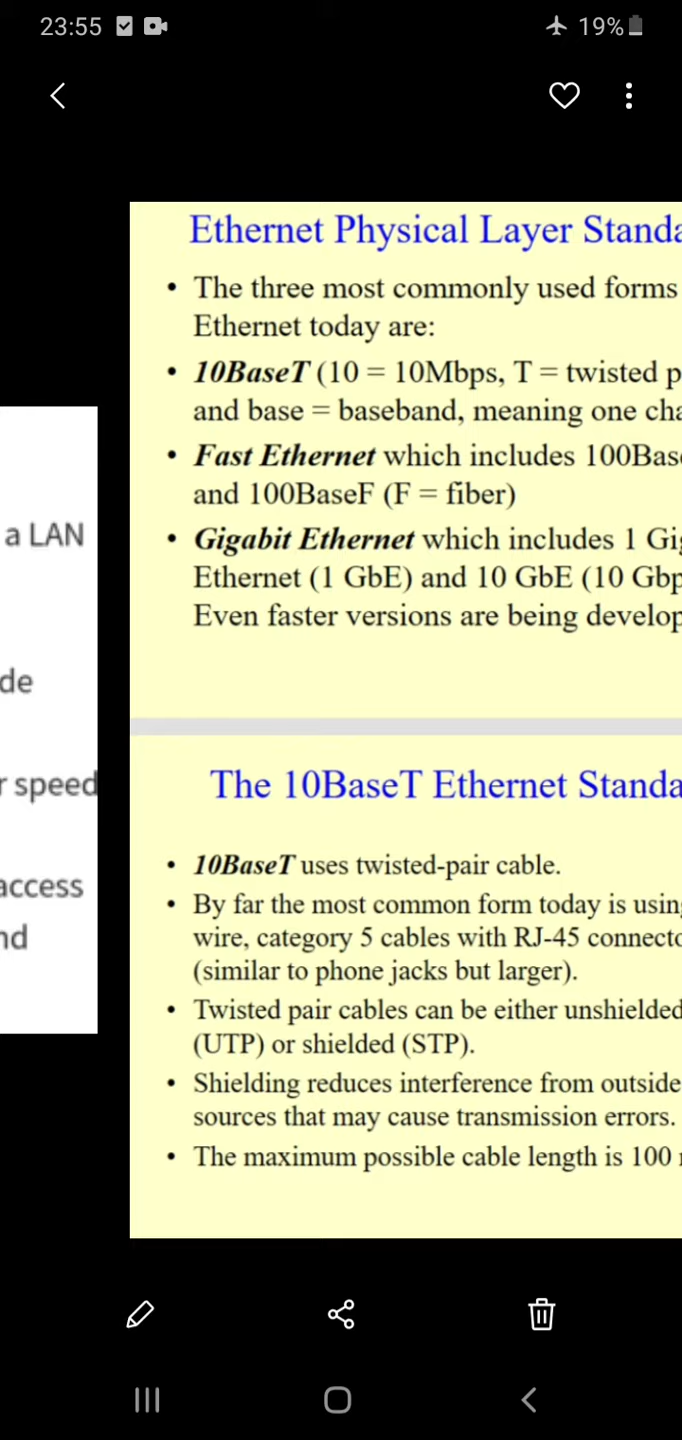 23:55
19%
a LAN
de
r speed
access
nd
Ethernet Physical Layer Standa
• The three most commonly used forms
Ethernet today are:
• 10BaseT (10 = 10Mbps, T = twisted p
and base = baseband, meaning one cha
• Fast Ethernet which includes 100Bas
and 100BaseF (F = fiber)
• Gigabit Ethernet which includes 1 Gig
Ethernet (1 GbE) and 10 GbE (10 Gbp
Even faster versions are being develop
The 10BaseT Ethernet Standa
• 10BaseT uses twisted-pair cable.
• By far the most common form today is using
wire, category 5 cables with RJ-45 connecto
(similar to phone jacks but larger).
• Twisted pair cables can be either unshielded
(UTP) or shielded (STP).
• Shielding reduces interference from outside
sources that may cause transmission errors.
• The maximum possible cable length is 100